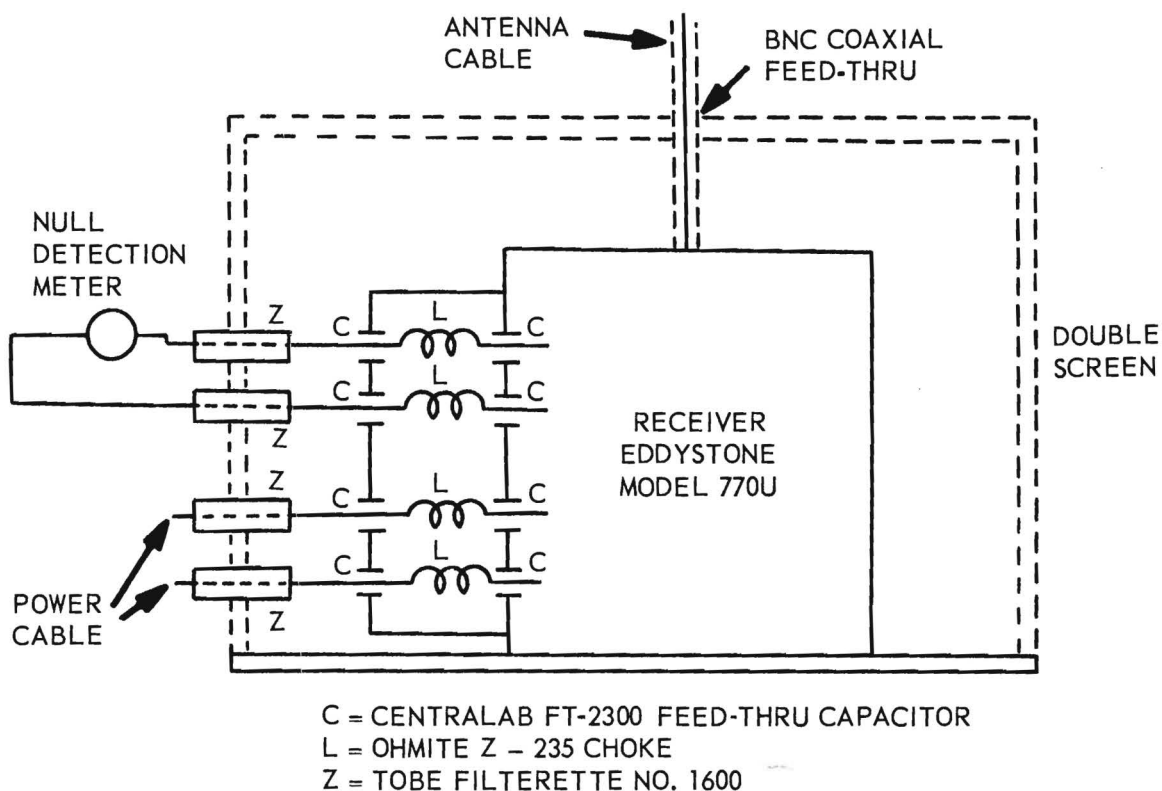 ANTENNA
CABLE
BNC COAXIAL
FEED-THRU
NULL
DETECTION
METER
Z
C
L
C
C
L
C
Z
Z
C
L
C
C
L
C
Z
POWER
CABLE
RECEIVER
EDDYSTONE
MODEL 770U
DOUBLE
SCREEN
C = CENTRALAB FT-2300 FEED-THRU CAPACITOR
L = OHMITE Z – 235 CHOKE
Z = TOBE FILTERETTE NO. 1600